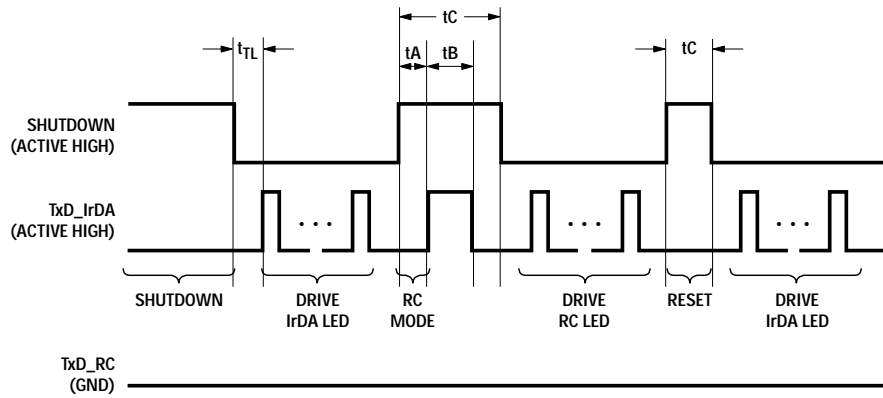 tC
tTL
tA
tB
tC
SHUTDOWN
(ACTIVE HIGH)
TxD_IrDA
(ACTIVE HIGH)
SHUTDOWN
DRIVE
IrDA LED
RC
MODE
DRIVE
RC LED
RESET
DRIVE
IrDA LED
TxD_RC
(GND)